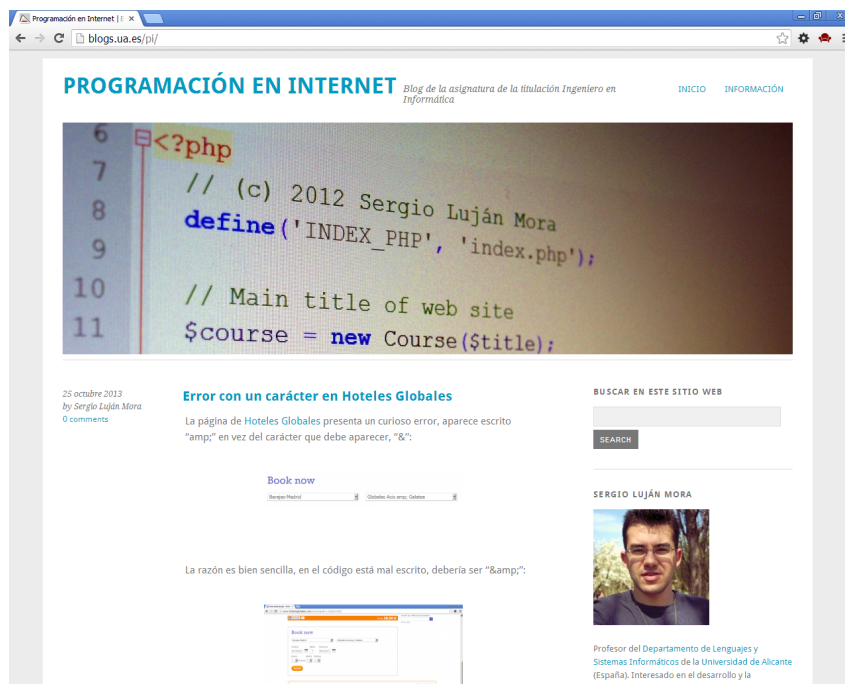 Programación en Internet | E
blogs.ua.es/pi/
PROGRAMACIÓN EN INTERNET
Blog de la asignatura de la titulación Ingeniero en
Informática
INICIO INFORMACIÓN
6 <?php
7 // (c) 2012 Sergio Luján Mora
8 define('INDEX_PHP', 'index.php');
9
10 // Main title of web site
11 $course = new Course($title);
25 octubre 2013
by Sergio Luján Mora
0 comments
Error con un carácter en Hoteles Globales
La página de Hoteles Globales presenta un curioso error, aparece escrito
“amp;” en vez del carácter que debe aparecer, “&”:
Book now
Barajas-Madrid Globales Acis amp; Galatea
La razón es bien sencilla, en el código está mal escrito, debería ser “&amp;”:
Book now
BUSCAR EN ESTE SITIO WEB
SEARCH
SERGIO LUJÁN MORA
Profesor del Departamento de Lenguajes y
Sistemas Informáticos de la Universidad de Alicante
(España). Interesado en el desarrollo y la